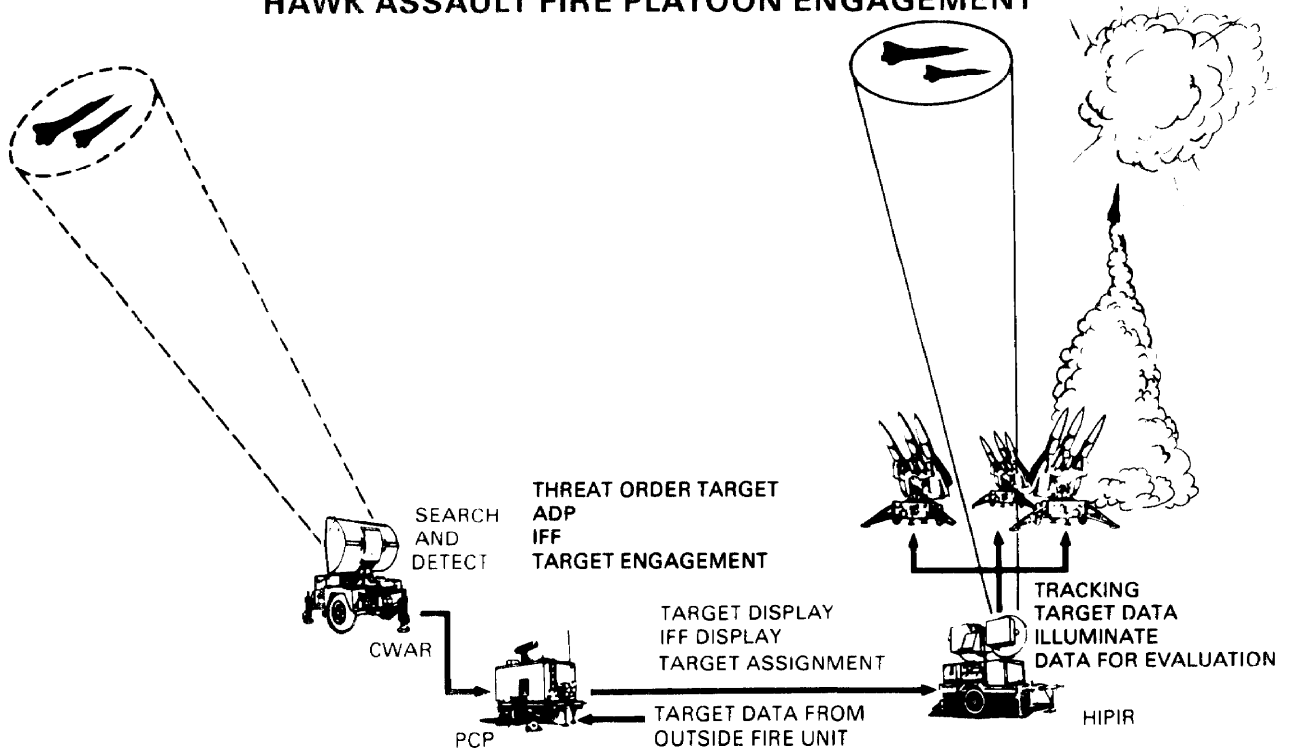 HAWK ASSAULT FIRE PLATOON ENGAGEMENT
SEARCH
AND
DETECT
THREAT ORDER TARGET
ADP
IFF
TARGET ENGAGEMENT
CWAR
TARGET DISPLAY
IFF DISPLAY
TARGET ASSIGNMENT
TRACKING
TARGET DATA
ILLUMINATE
DATA FOR EVALUATION
PCP
TARGET DATA FROM
OUTSIDE FIRE UNIT
HIPIR